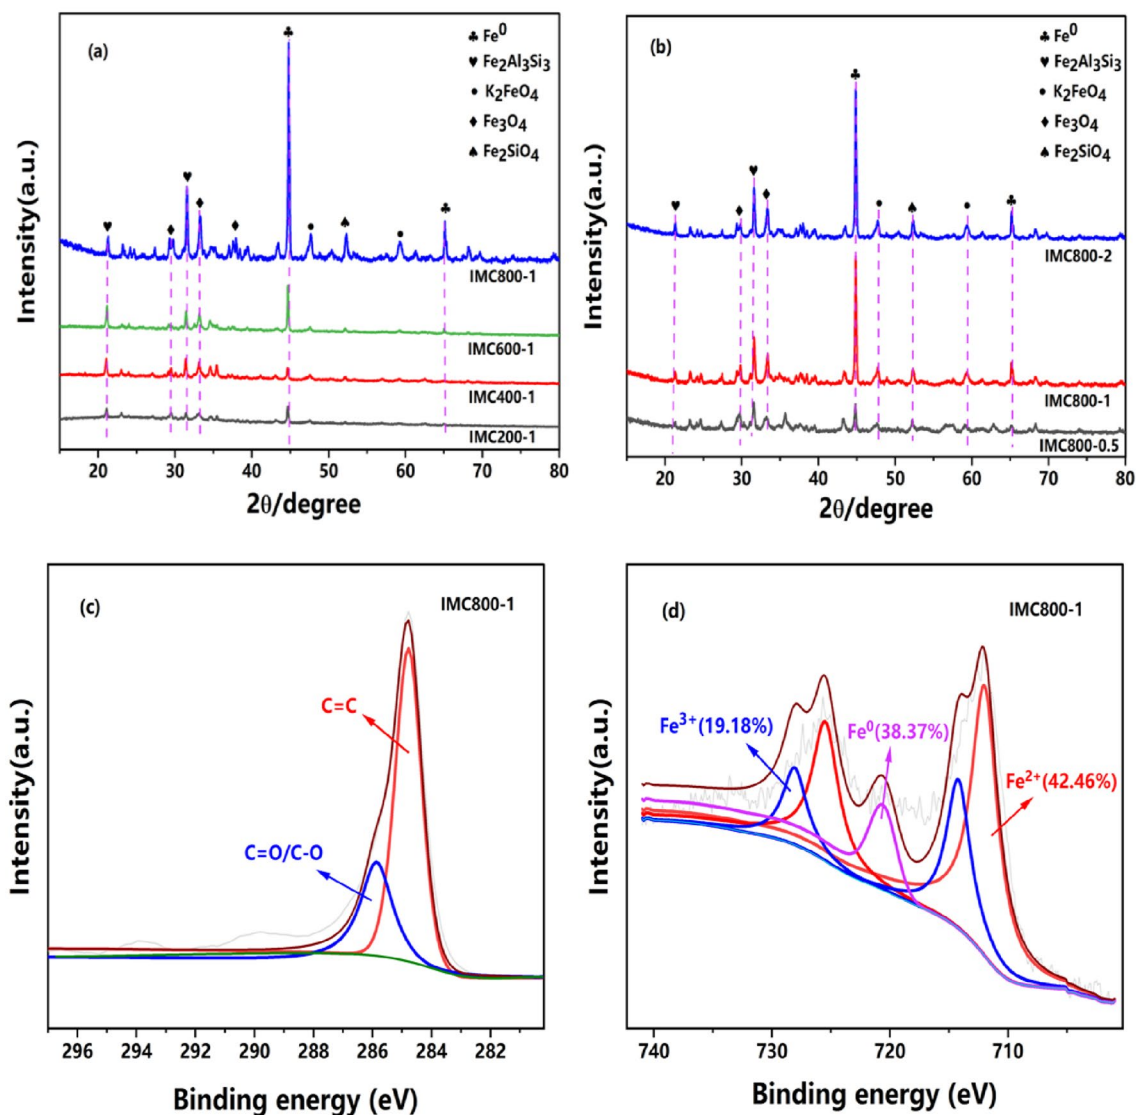 (a)
♣ Fe⁰
♥ Fe₂Al₃Si₃
● K₂FeO₄
♦ Fe₃O₄
♠ Fe₂SiO₄
IMC800-1
IMC600-1
IMC400-1
IMC200-1
Intensity(a.u.)
20 30 40 50 60 70 80
2θ/degree
(b)
♣ Fe⁰
♥ Fe₂Al₃Si₃
● K₂FeO₄
♦ Fe₃O₄
♠ Fe₂SiO₄
IMC800-2
IMC800-1
IMC800-0.5
Intensity(a.u.)
20 30 40 50 60 70 80
2θ/degree
(c)
IMC800-1
C=C
C=O/C-O
Intensity(a.u.)
296 294 292 290 288 286 284 282
Binding energy (eV)
(d)
IMC800-1
Fe³⁺(19.18%)
Fe⁰(38.37%)
Fe²⁺(42.46%)
Intensity(a.u.)
740 730 720 710
Binding energy (eV)